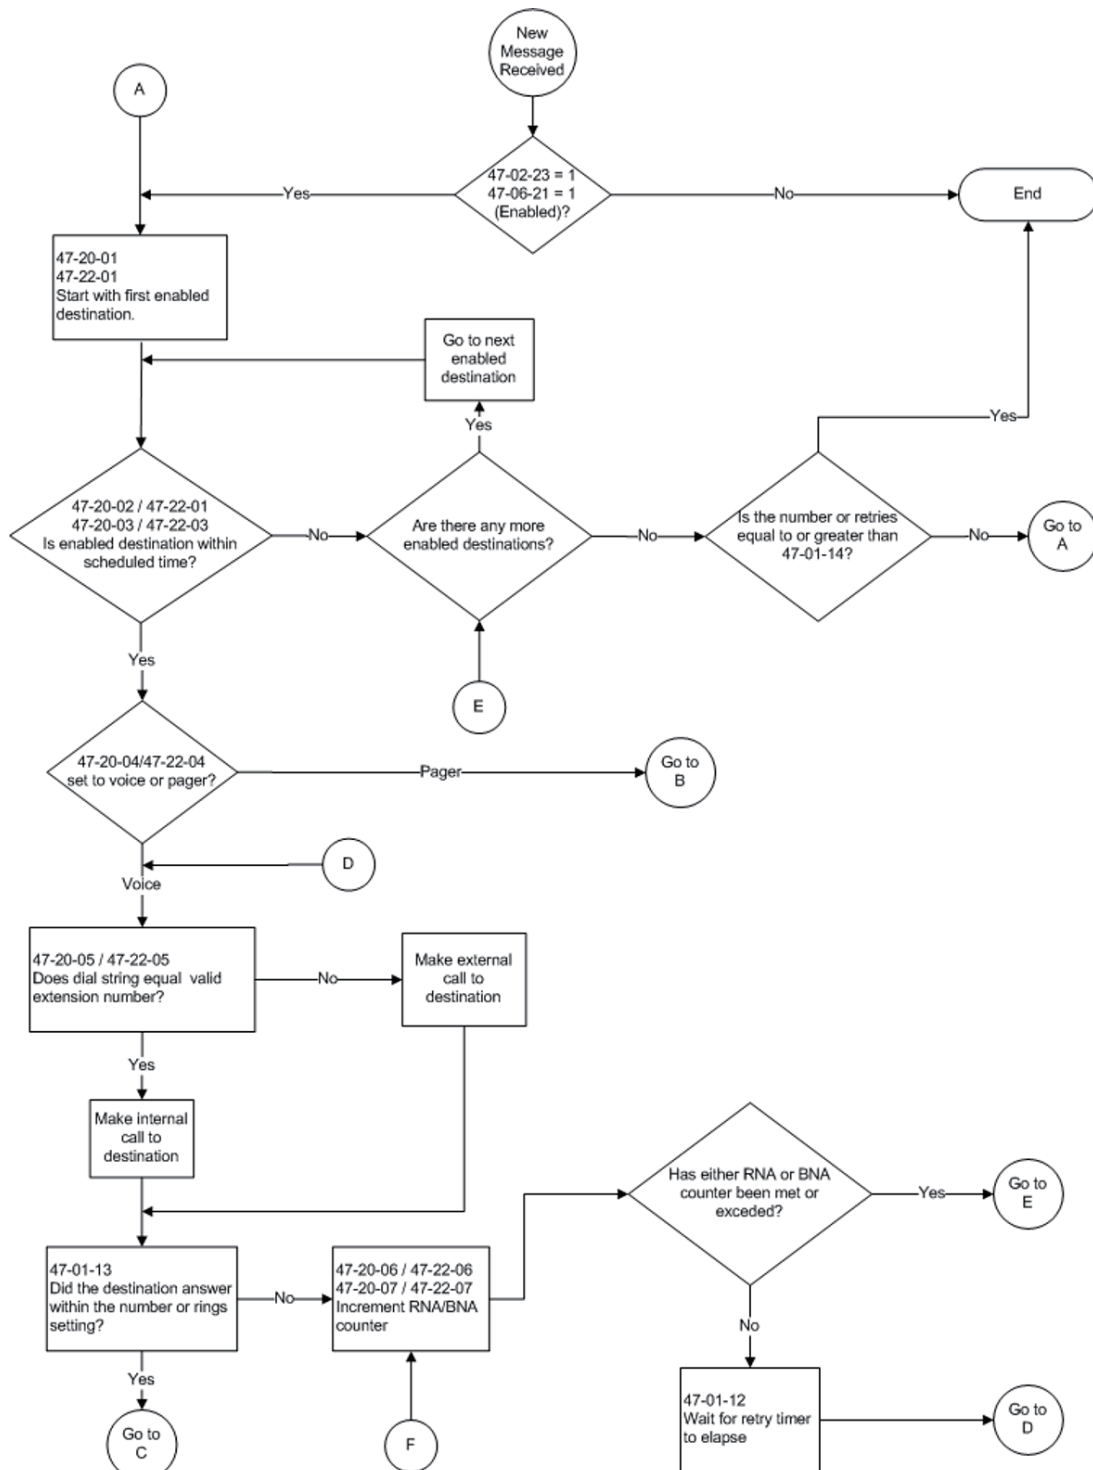 New
Message
Received
A
47-02-23 = 1
47-06-21 = 1
(Enabled)?
Yes
No
End
47-20-01
47-22-01
Start with first enabled
destination.
Go to next
enabled
destination
Yes
Yes
47-20-02 / 47-22-01
47-20-03 / 47-22-03
Is enabled destination within
scheduled time?
No
Are there any more
enabled destinations?
No
Is the number or retries
equal to or greater than
47-01-14?
No
Go to
A
Yes
E
47-20-04/47-22-04
set to voice or pager?
Pager
Go to
B
D
Voice
47-20-05 / 47-22-05
Does dial string equal valid
extension number?
No
Make external
call to
destination
Yes
Make internal
call to
destination
Has either RNA or BNA
counter been met or
exceded?
Yes
Go to
E
47-01-13
Did the destination answer
within the number or rings
setting?
No
47-20-06 / 47-22-06
47-20-07 / 47-22-07
Increment RNA/BNA
counter
No
Yes
Go to
C
F
47-01-12
Wait for retry timer
to elapse
Go to
D